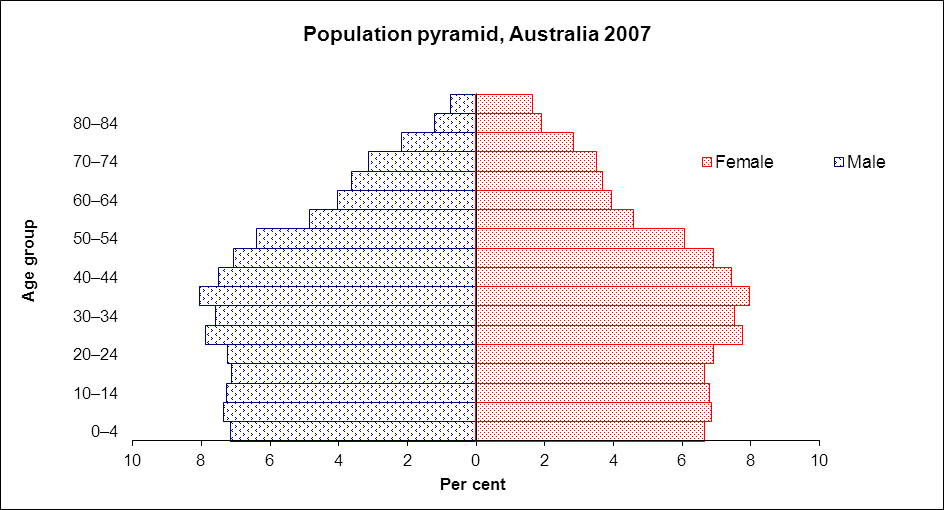 Population pyramid, Australia 2007
80–84
70–74
60–64
50–54
40–44
30–34
20–24
10–14
0–4
Age group
Female
Male
10 8 6 4 2 0 2 4 6 8 10
Per cent